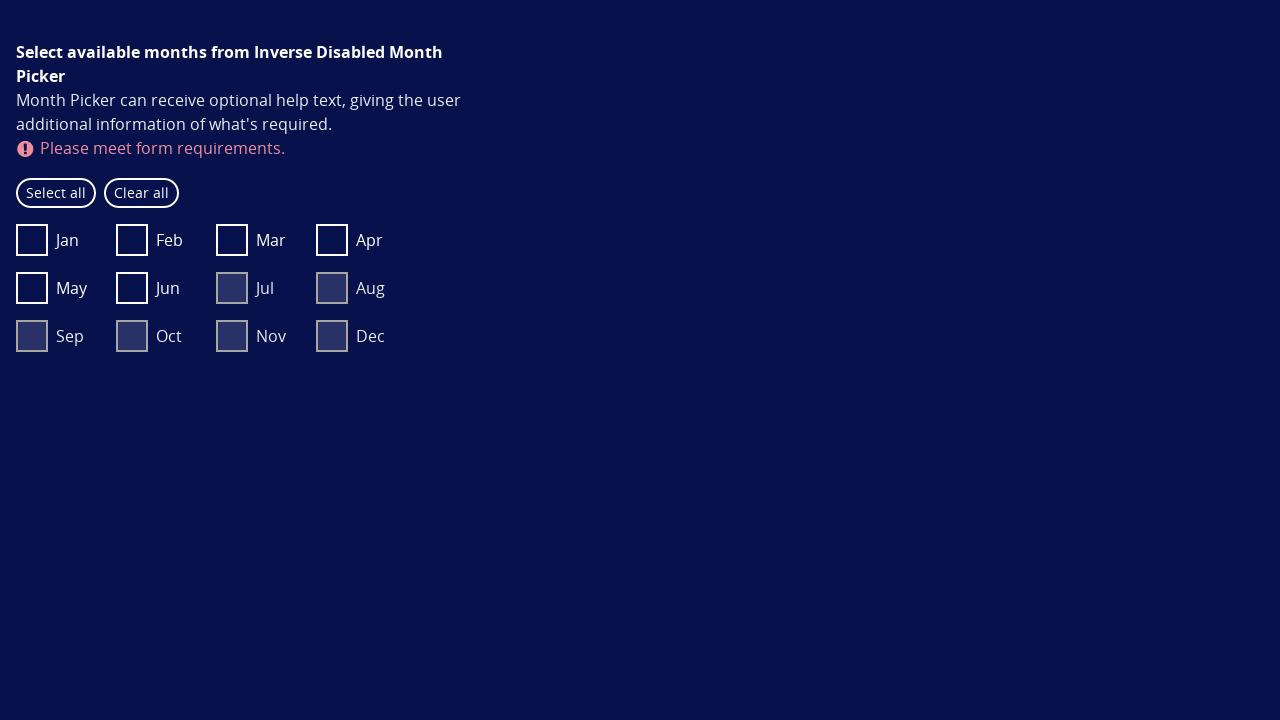 Select available months from Inverse Disabled Month
Picker
Month Picker can receive optional help text, giving the user
additional information of what's required.
Please meet form requirements.
Select all Clear all
Jan Feb Mar Apr
May Jun Jul Aug
Sep Oct Nov Dec